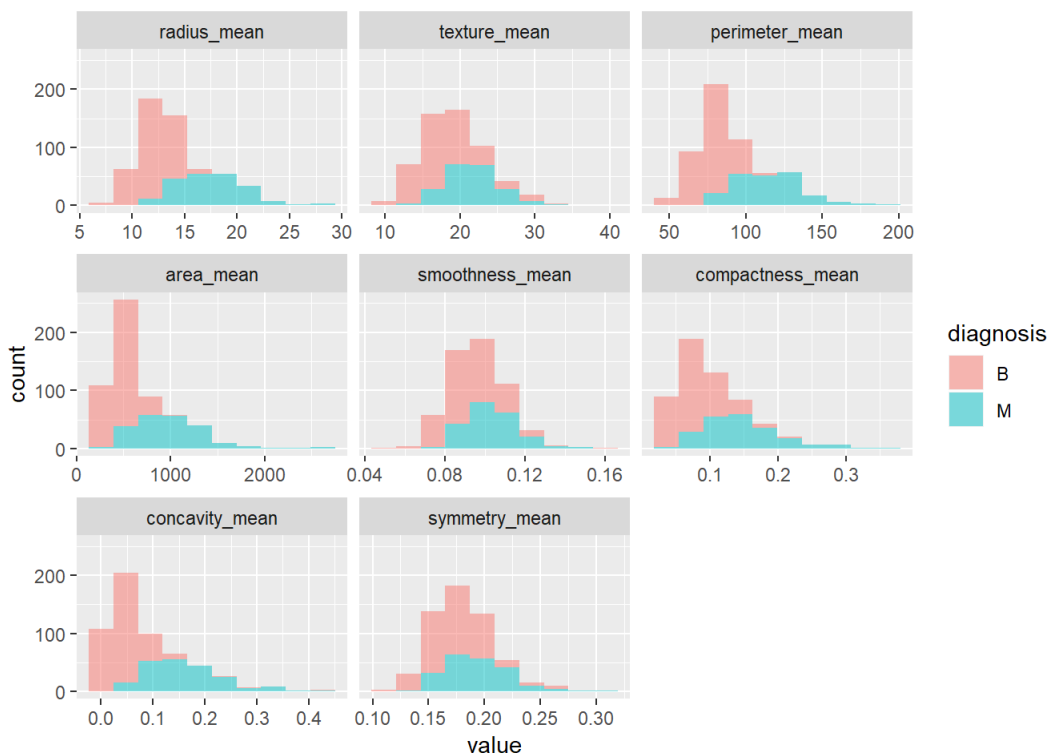 radius_mean texture_mean perimeter_mean
200
100
0
5 10 15 20 25 30 10 20 30 40 50 100 150 200
area_mean smoothness_mean compactness_mean
200
100
0
0 1000 2000 0.04 0.08 0.12 0.16 0.1 0.2 0.3
concavity_mean symmetry_mean
200
100
0
0.0 0.1 0.2 0.3 0.4 0.10 0.15 0.20 0.25 0.30
value
count
diagnosis
B
M